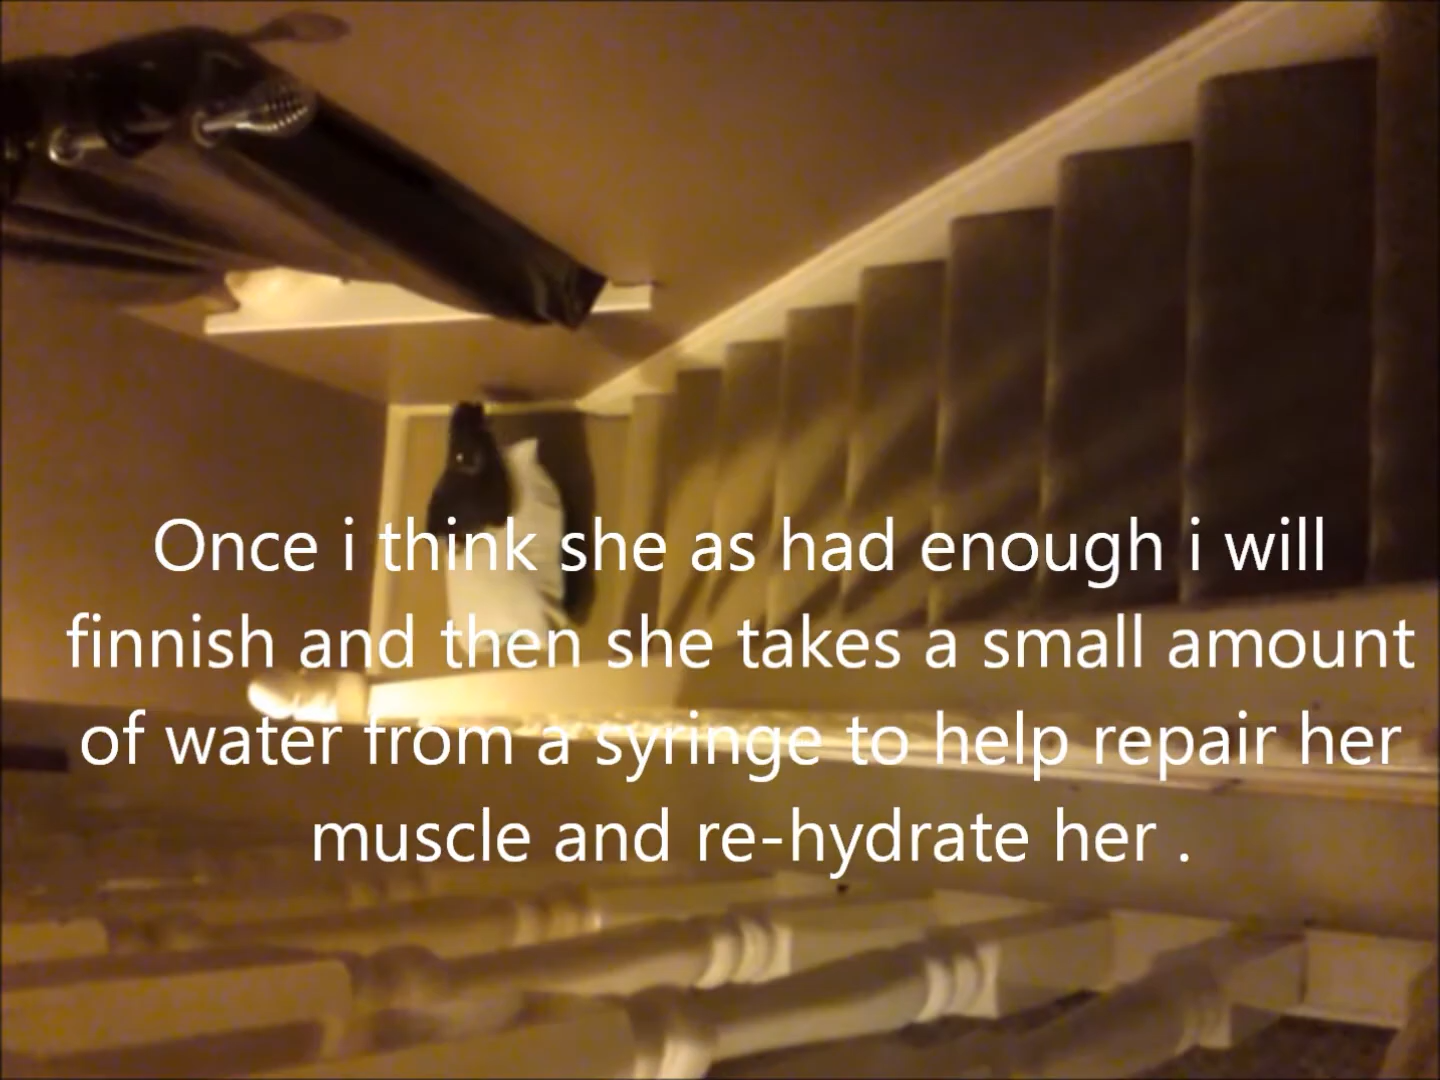 Once i think she as had enough i will
finnish and then she takes a small amount
of water from a syringe to help repair her
muscle and re-hydrate her .